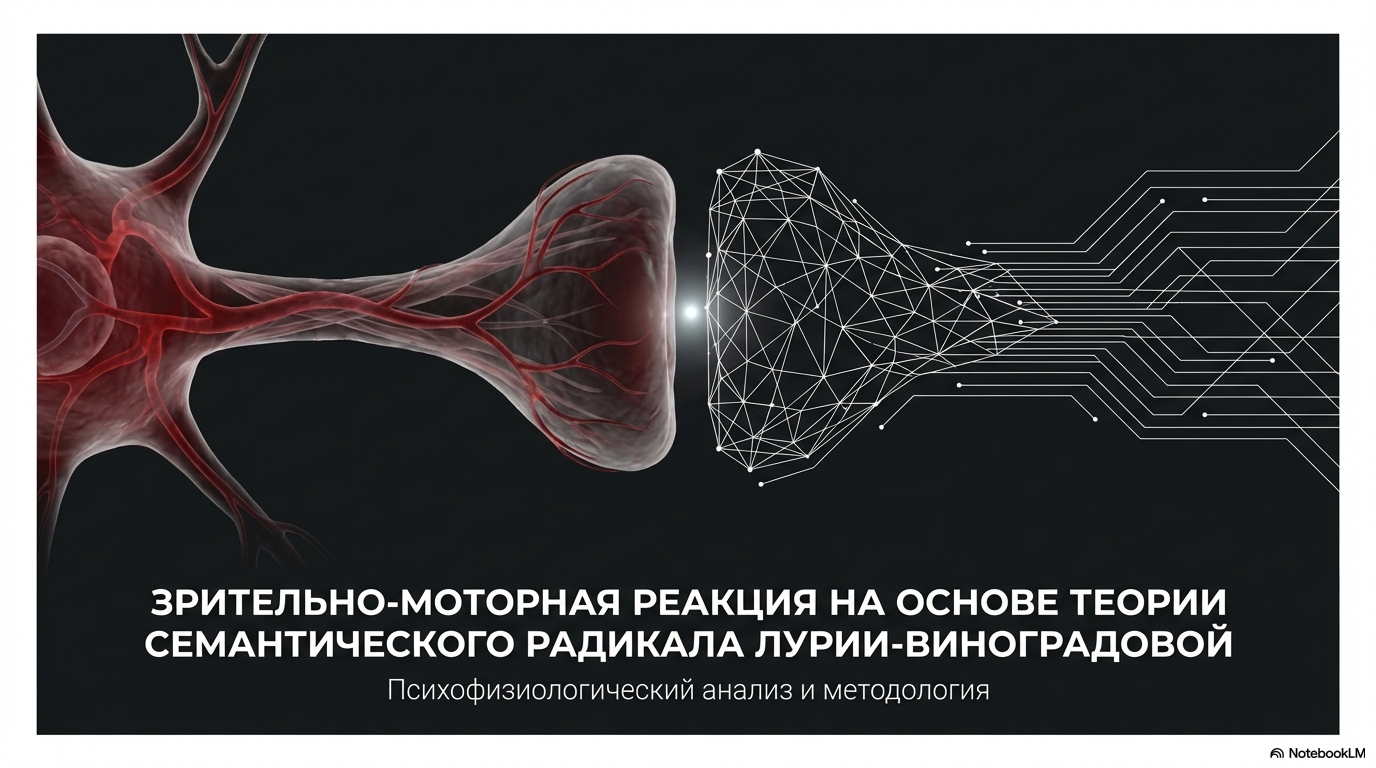 ЗРИТЕЛЬНО-МОТОРНАЯ РЕАКЦИЯ НА ОСНОВЕ ТЕОРИИ
СЕМАНТИЧЕСКОГО РАДИКАЛА ЛУРИИ-ВИНОГРАДОВОЙ
Психофизиологический анализ и методология
NotebookLM